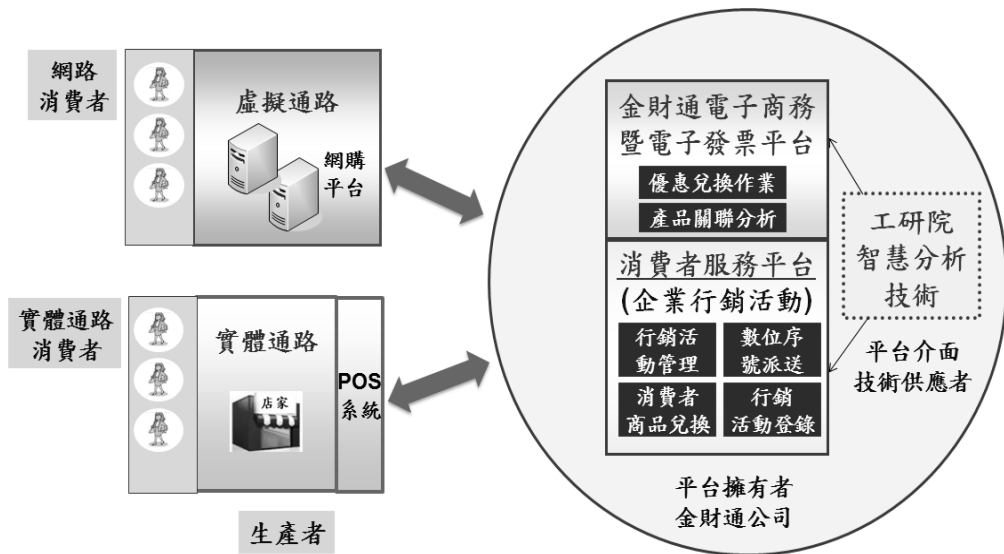 網路
消費者
虛擬通路
網購
平台
實體通路
消費者
實體通路
店家
POS
系統
生產者
金財通電子商務
暨電子發票平台
優惠兌換作業
產品關聯分析
消費者服務平台
(企業行銷活動)
行銷活
動管理
數位序
號派送
消費者
商品兌換
行銷
活動登錄
工研院
智慧分析
技術
平台介面
技術供應者
平台擁有者
金財通公司